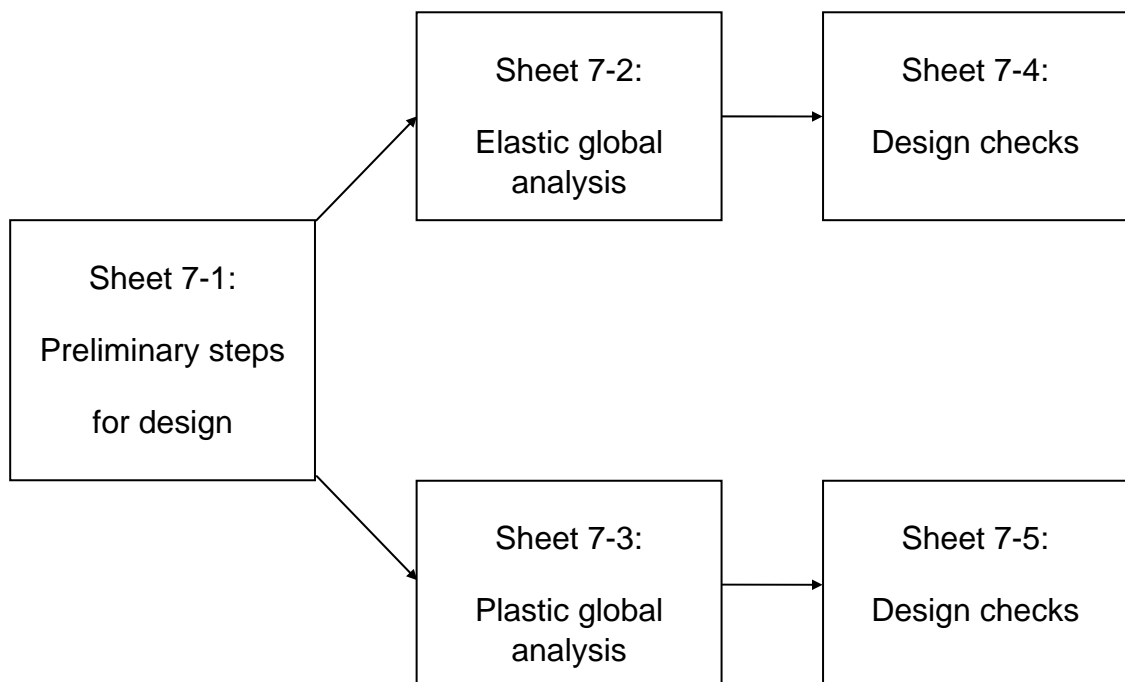 Sheet 7-1:
Preliminary steps
for design
Sheet 7-2:
Elastic global
analysis
Sheet 7-4:
Design checks
Sheet 7-3:
Plastic global
analysis
Sheet 7-5:
Design checks